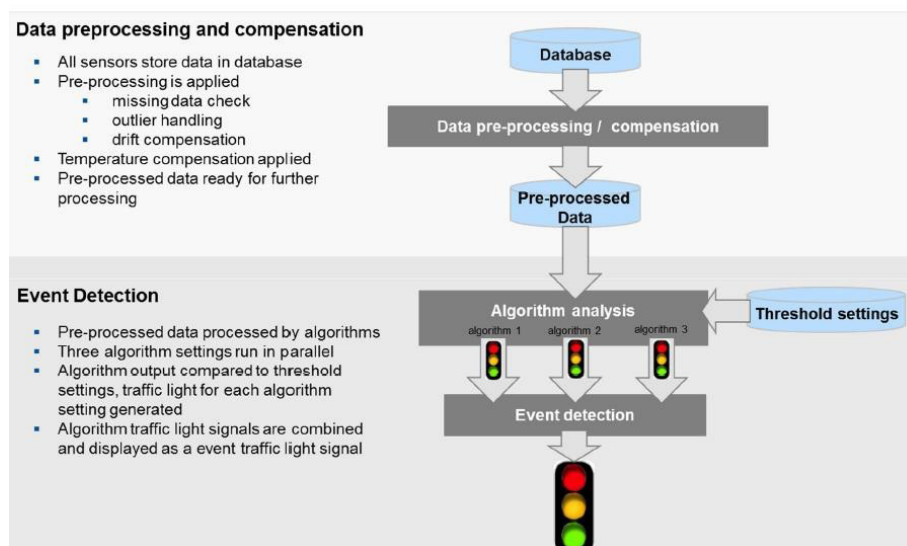 Data preprocessing and compensation
▪ All sensors store data in database
▪ Pre-processing is applied
▪ missing data check
▪ outlier handling
▪ drift compensation
▪ Temperature compensation applied
▪ Pre-processed data ready for further
processing
Database
Data pre-processing / compensation
Pre-processed
Data
Event Detection
▪ Pre-processed data processed by algorithms
▪ Three algorithm settings run in parallel
▪ Algorithm output compared to threshold
settings, traffic light for each algorithm
setting generated
▪ Algorithm traffic light signals are combined
and displayed as a event traffic light signal
Algorithm analysis
algorithm 1 algorithm 2 algorithm 3
Threshold settings
Event detection